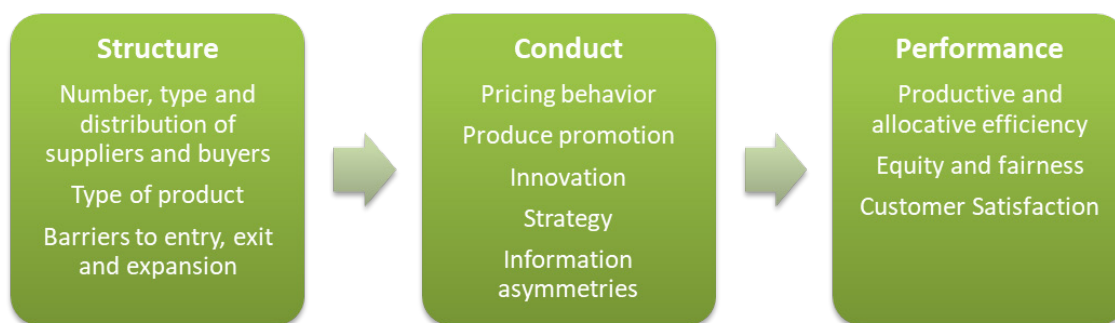 Structure
Number, type and
distribution of
suppliers and buyers
Type of product
Barriers to entry, exit
and expansion
Conduct
Pricing behavior
Produce promotion
Innovation
Strategy
Information
asymmetries
Performance
Productive and
allocative efficiency
Equity and fairness
Customer Satisfaction